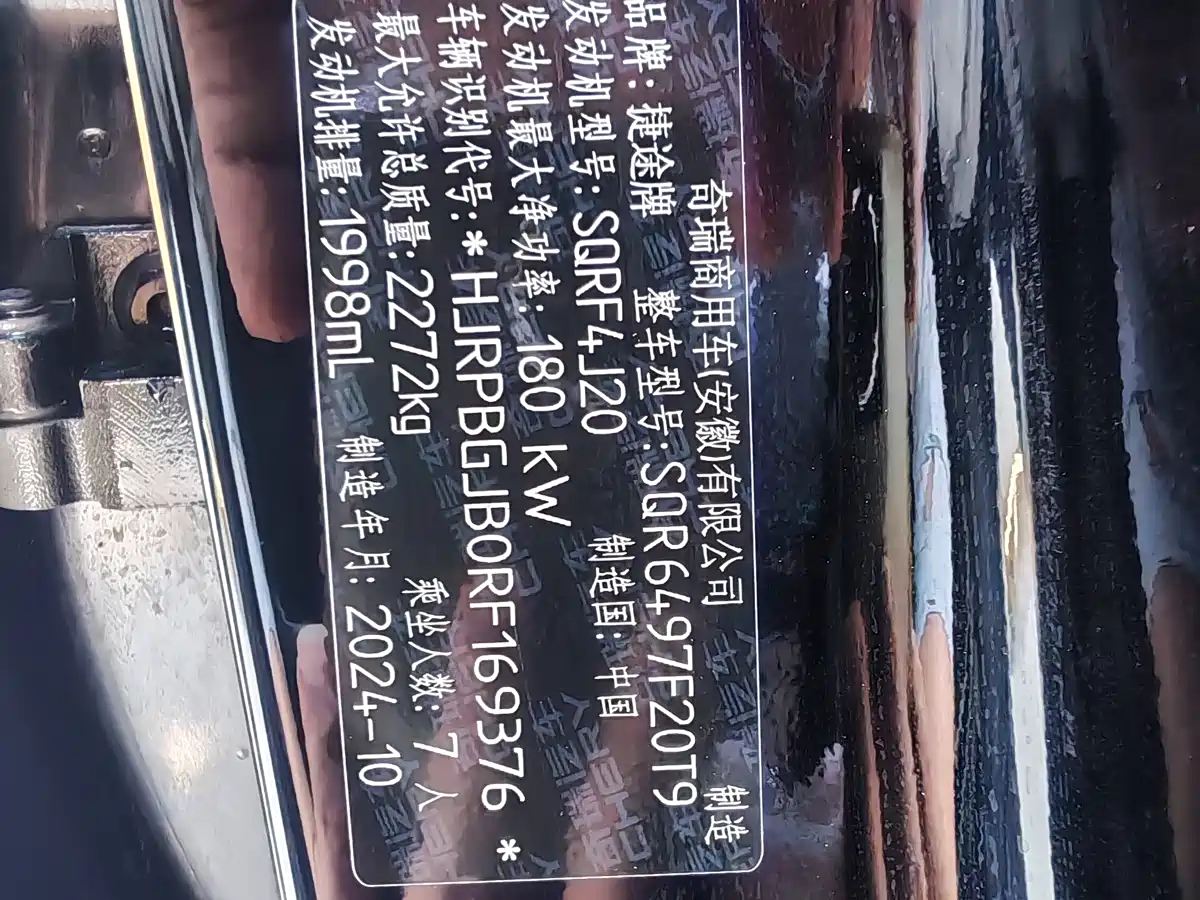 奇瑞商用车(安徽)有限公司 制造
品牌: 捷途牌 整车型号: SQR6497F20T9
发动机型号: SQRF4J20 制造国: 中国
发动机最大净功率: 180 kW
车辆识别代号: *HJRPBGJB0RF169376 *
最大允许总质量: 2272kg 乘坐人数: 7 人
发动机排量: 1998mL 制造年月: 2024-10